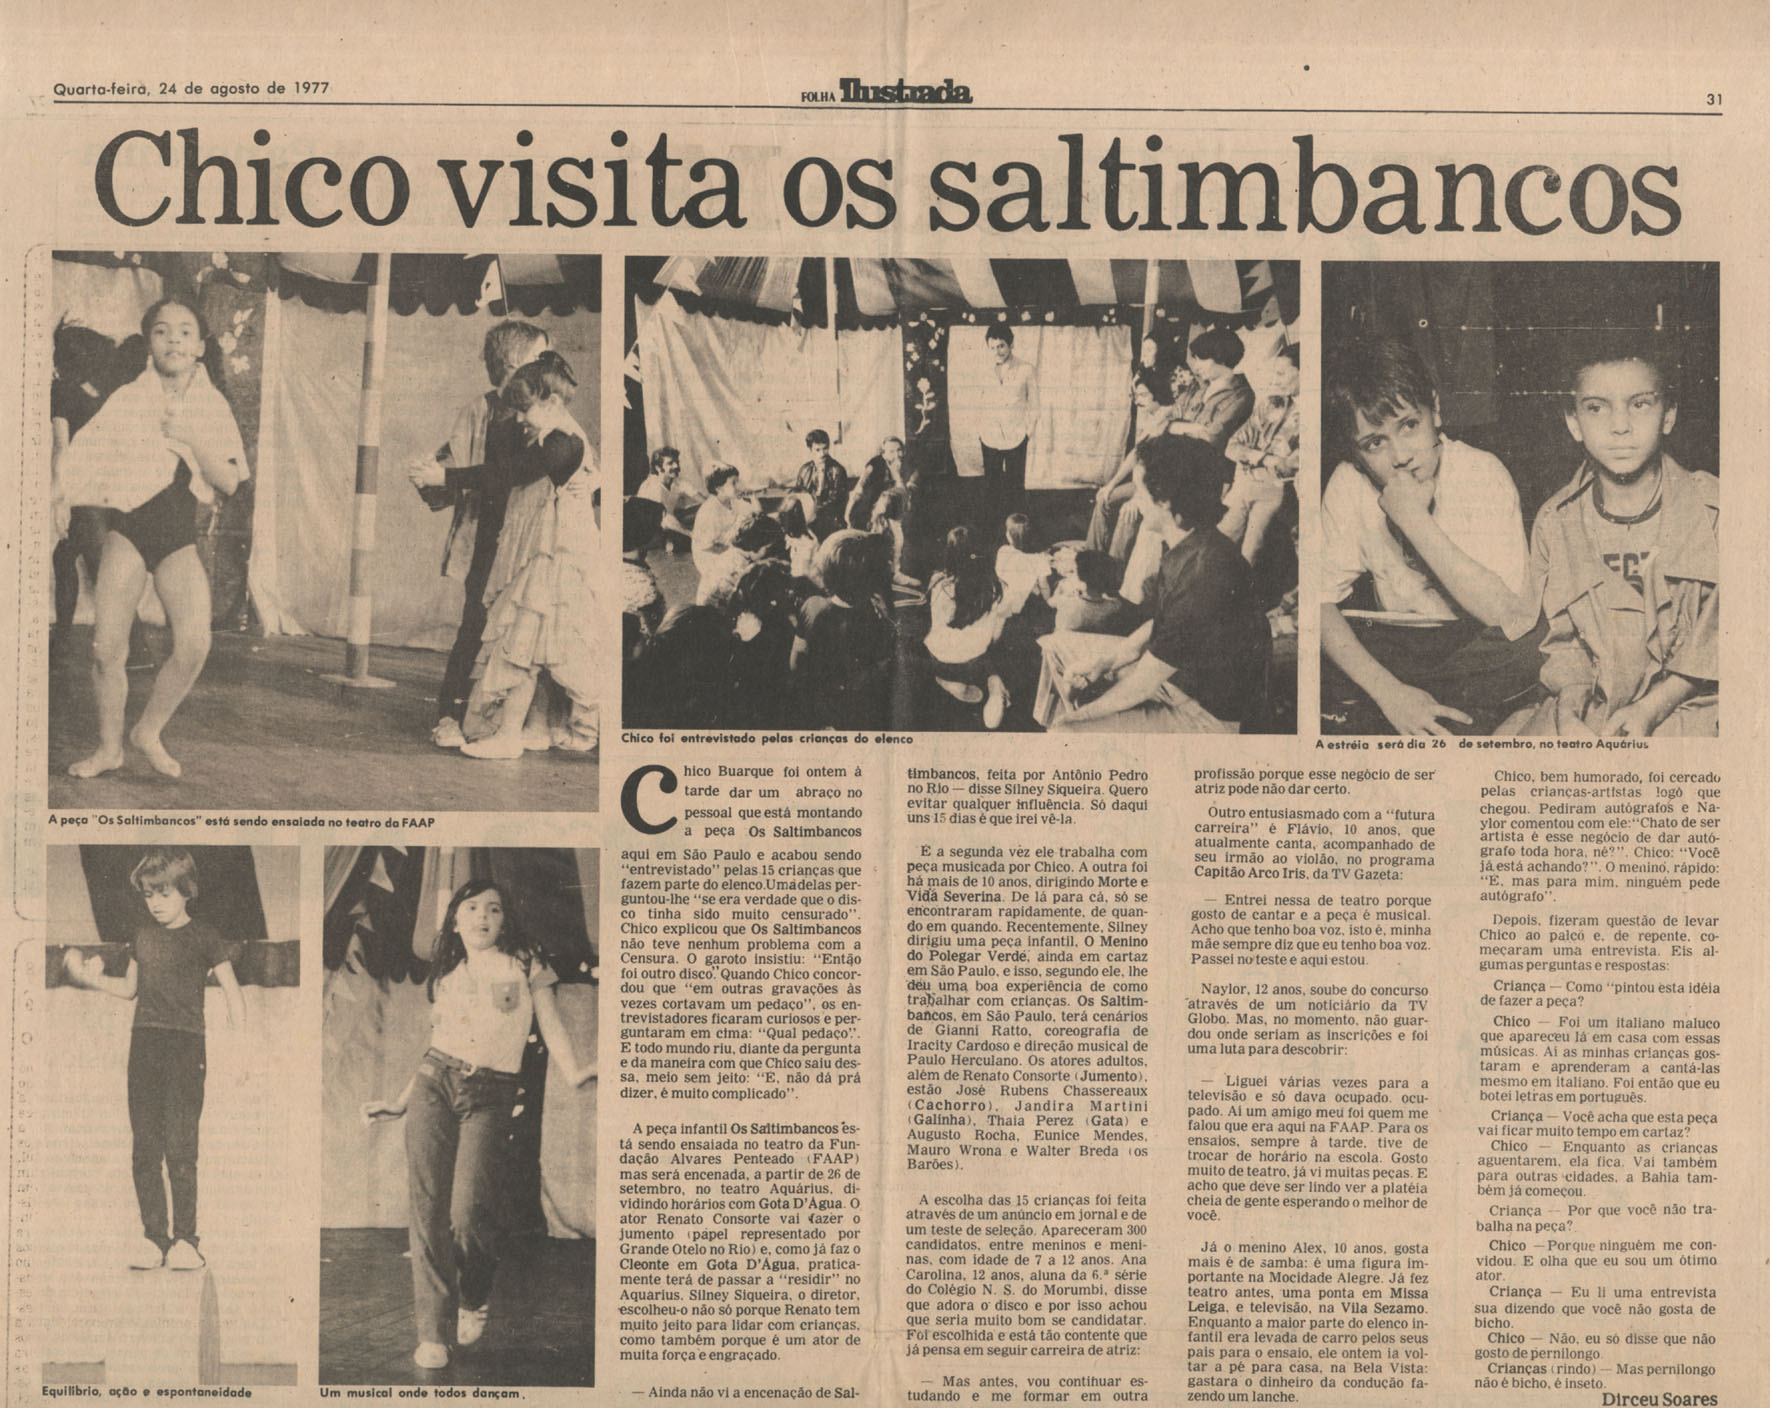 Quarta-feira, 24 de agosto de 1977
FOLHA Ilustrada
31
Chico visita os saltimbancos
A peça "Os Saltimbancos" está sendo ensaiada no teatro da FAAP
Chico foi entrevistado pelas crianças do elenco
A estréia será dia 26 de setembro, no teatro Aquárius
Equilíbrio, ação e espontaneidade
Um musical onde todos dançam.
Chico Buarque foi ontem à
tarde dar um abraço no
pessoal que está montando
a peça Os Saltimbancos
aqui em São Paulo e acabou sendo
"entrevistado" pelas 15 crianças que
fazem parte do elenco. Uma delas per-
guntou-lhe "se era verdade que o dis-
co tinha sido muito censurado".
Chico explicou que Os Saltimbancos
não teve nenhum problema com a
Censura. O garoto insistiu: "Então
foi outro disco". Quando Chico concor-
dou que "em outras gravações às
vezes cortavam um pedaço", os en-
trevistadores ficaram curiosos e per-
guntaram em cima: "Qual pedaço".
E todo mundo riu, diante da pergunta
e da maneira com que Chico saiu des-
sa, meio sem jeito: "E, não dá prá
dizer, é muito complicado".
A peça infantil Os Saltimbancos es-
tá sendo ensaiada no teatro da Fun-
dação Alvares Penteado (FAAP)
mas será encenada, a partir de 26 de
setembro, no teatro Aquárius, di-
vidindo horários com Gota D'Água. O
ator Renato Consorte vai fazer o
jumento (papel representado por
Grande Otelo no Rio) e, como já faz o
Cleonte em Gota D'Água, pratica-
mente terá de passar a "residir" no
Aquarius. Silney Siqueira, o diretor,
escolheu-o não só porque Renato tem
muito jeito para lidar com crianças,
como também porque é um ator de
muita força e engraçado.
— Ainda não vi a encenação de Sal-
timbancos, feita por Antônio Pedro
no Rio — disse Silney Siqueira. Quero
evitar qualquer influência. Só daqui
uns 15 dias é que irei vê-la.
E a segunda vez ele trabalha com
peça musicada por Chico. A outra foi
há mais de 10 anos, dirigindo Morte e
Vida Severina. De lá para cá, só se
encontraram rapidamente, de quan-
do em quando. Recentemente, Silney
dirigiu uma peça infantil, O Menino
do Polegar Verde, ainda em cartaz
em São Paulo, e isso, segundo ele, lhe
deu uma boa experiência de como
trabalhar com crianças. Os Saltim-
bancos, em São Paulo, terá cenários
de Gianni Ratto, coreografia de
Iracity Cardoso e direção musical de
Paulo Herculano. Os atores adultos,
além de Renato Consorte (Jumento),
estão José Rubens Chassereaux
(Cachorro), Jandira Martini
(Galinha), Thaia Perez (Gata) e
Augusto Rocha, Eunice Mendes,
Mauro Wrona e Walter Breda (os
Barões).
A escolha das 15 crianças foi feita
através de um anúncio em jornal e de
um teste de seleção. Apareceram 300
candidatos, entre meninos e meni-
nas, com idade de 7 a 12 anos. Ana
Carolina, 12 anos, aluna da 6.ª série
do Colégio N. S. do Morumbi, disse
que adora o disco e por isso achou
que seria muito bom se candidatar.
Foi escolhida e está tão contente que
já pensa em seguir carreira de atriz:
— Mas antes, vou continuar es-
tudando e me formar em outra
profissão porque esse negócio de ser
atriz pode não dar certo.
Outro entusiasmado com a "futura
carreira" é Flávio, 10 anos, que
atualmente canta, acompanhado de
seu irmão ao violão, no programa
Capitão Arco Iris, da TV Gazeta:
— Entrei nessa de teatro porque
gosto de cantar e a peça é musical.
Acho que tenho boa voz, isto é, minha
mãe sempre diz que eu tenho boa voz.
Passei no teste e aqui estou.
Naylor, 12 anos, soube do concurso
através de um noticiário da TV
Globo. Mas, no momento, não guar-
dou onde seriam as inscrições e foi
uma luta para descobrir:
— Liguei várias vezes para a
televisão e só dava ocupado, ocu-
pado. Aí um amigo meu foi quem me
falou que era aqui na FAAP. Para os
ensaios, sempre à tarde, tive de
trocar de horário na escola. Gosto
muito de teatro, já vi muitas peças. E
acho que deve ser lindo ver a platéia
cheia de gente esperando o melhor de
você.
Já o menino Alex, 10 anos, gosta
mais é de samba: é uma figura im-
portante na Mocidade Alegre. Já fez
teatro antes, uma ponta em Missa
Leiga, e televisão, na Vila Sezamo.
Enquanto a maior parte do elenco in-
fantil era levada de carro pelos seus
pais para o ensaio, ele ontem ia vol-
tar a pé para casa, na Bela Vista:
gastara o dinheiro da condução fa-
zendo um lanche.
Chico, bem humorado, foi cercado
pelas crianças-artistas logo que
chegou. Pediram autógrafos e Na-
ylor comentou com ele: "Chato de ser
artista é esse negócio de dar autó-
grafo toda hora, né?". Chico: "Você
já está achando?". O menino, rápido:
"E, mas para mim, ninguém pede
autógrafo".
Depois, fizeram questão de levar
Chico ao palco e, de repente, co-
meçaram uma entrevista. Eis al-
gumas perguntas e respostas:
Criança — Como "pintou esta idéia
de fazer a peça?
Chico — Foi um italiano maluco
que apareceu lá em casa com essas
músicas. Aí as minhas crianças gos-
taram e aprenderam a cantá-las
mesmo em italiano. Foi então que eu
botei letras em português.
Criança — Você acha que esta peça
vai ficar muito tempo em cartaz?
Chico — Enquanto as crianças
aguentarem, ela fica. Vai também
para outras cidades, a Bahia tam-
bém já começou.
Criança — Por que você não tra-
balha na peça?
Chico — Porque ninguém me con-
vidou. E olha que eu sou um ótimo
ator.
Criança — Eu li uma entrevista
sua dizendo que você não gosta de
bicho.
Chico — Não, eu só disse que não
gosto de pernilongo.
Crianças (rindo) — Mas pernilongo
não é bicho, é inseto.
Dirceu Soares